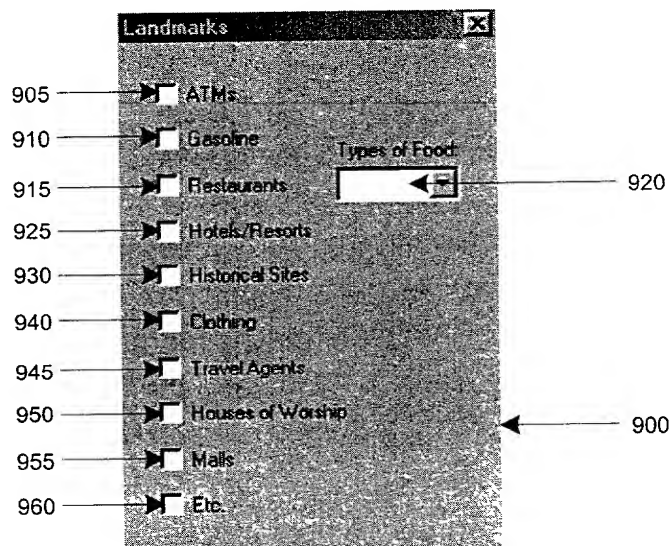 Landmarks
905 ATMs
910 Gasoline
Types of Food:
915 Restaurants 920
925 Hotels/Resorts
930 Historical Sites
940 Clothing
945 Travel Agents
950 Houses of Worship
900
955 Malls
960 Etc.